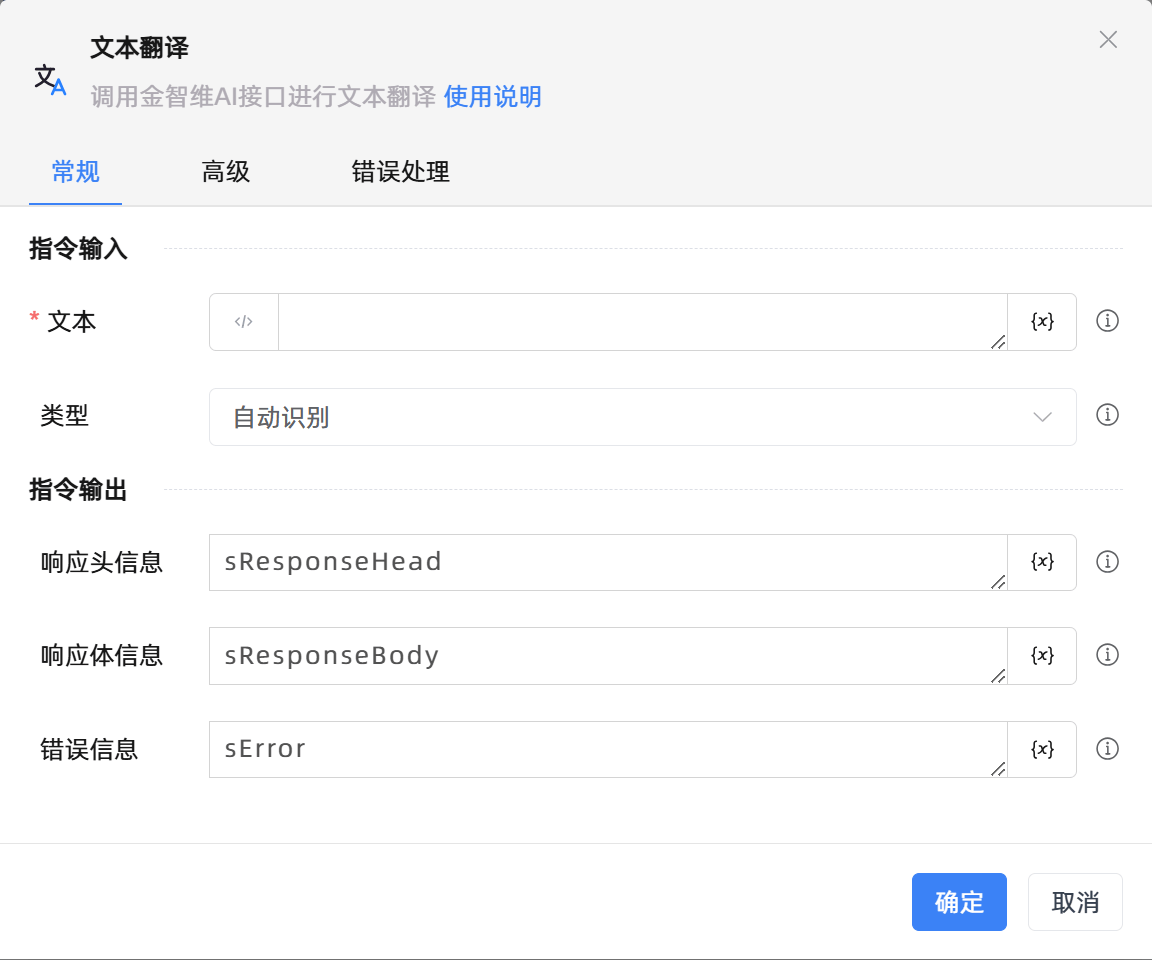 文本翻译
调用金智维AI接口进行文本翻译 使用说明
常规 高级 错误处理
指令输入
* 文本 </> {x}
类型 自动识别
指令输出
响应头信息 sResponseHead {x}
响应体信息 sResponseBody {x}
错误信息 sError {x}
确定 取消